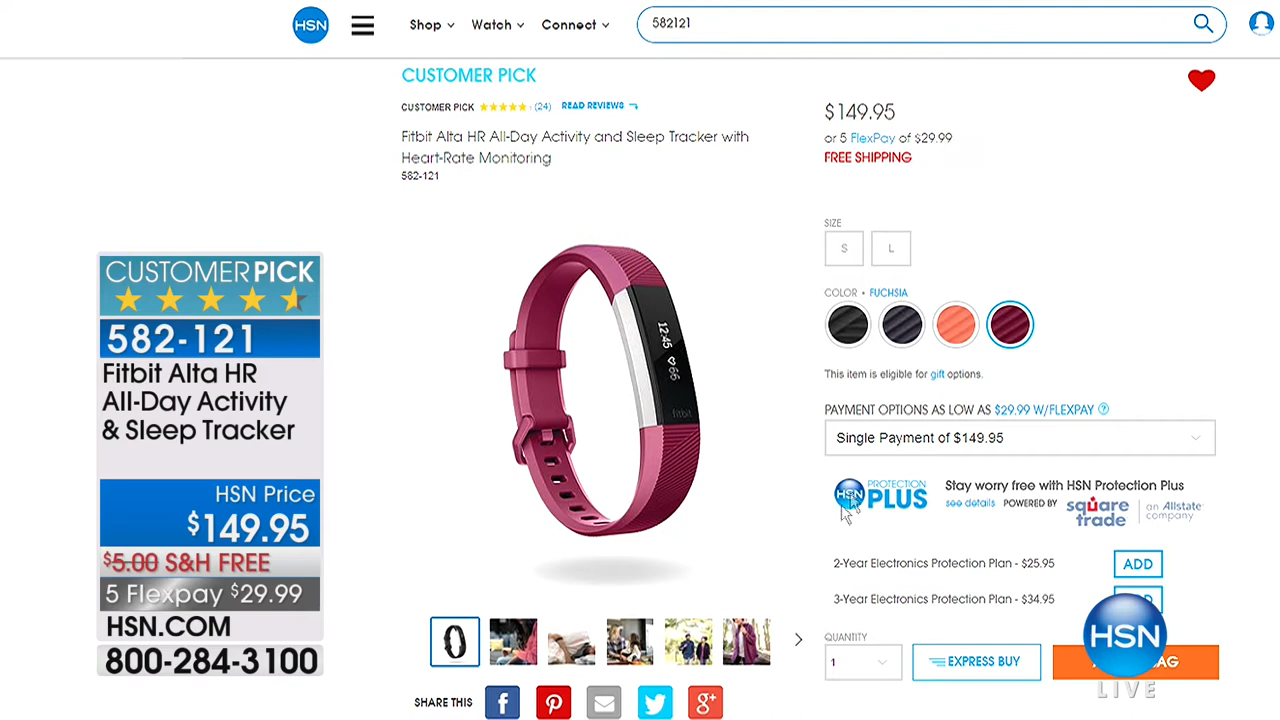 HSN
Shop
Watch
Connect
582121
CUSTOMER PICK
CUSTOMER PICK (24) READ REVIEWS
Fitbit Alta HR All-Day Activity and Sleep Tracker with
Heart-Rate Monitoring
582-121
$149.95
or 5 FlexPay of $29.99
FREE SHIPPING
SIZE
S L
COLOR • FUCHSIA
This item is eligible for gift options.
PAYMENT OPTIONS AS LOW AS $29.99 W/FLEXPAY ?
Single Payment of $149.95
HSN PROTECTION PLUS
Stay worry free with HSN Protection Plus
see details POWERED BY square trade an Allstate company
2-Year Electronics Protection Plan - $25.95 ADD
3-Year Electronics Protection Plan - $34.95
QUANTITY
1
EXPRESS BUY
HSN
LIVE
12:45 66
fitbit
SHARE THIS
CUSTOMER PICK
582-121
Fitbit Alta HR
All-Day Activity
& Sleep Tracker
HSN Price
$149.95
$5.00 S&H FREE
5 Flexpay $29.99
HSN.COM
800-284-3100